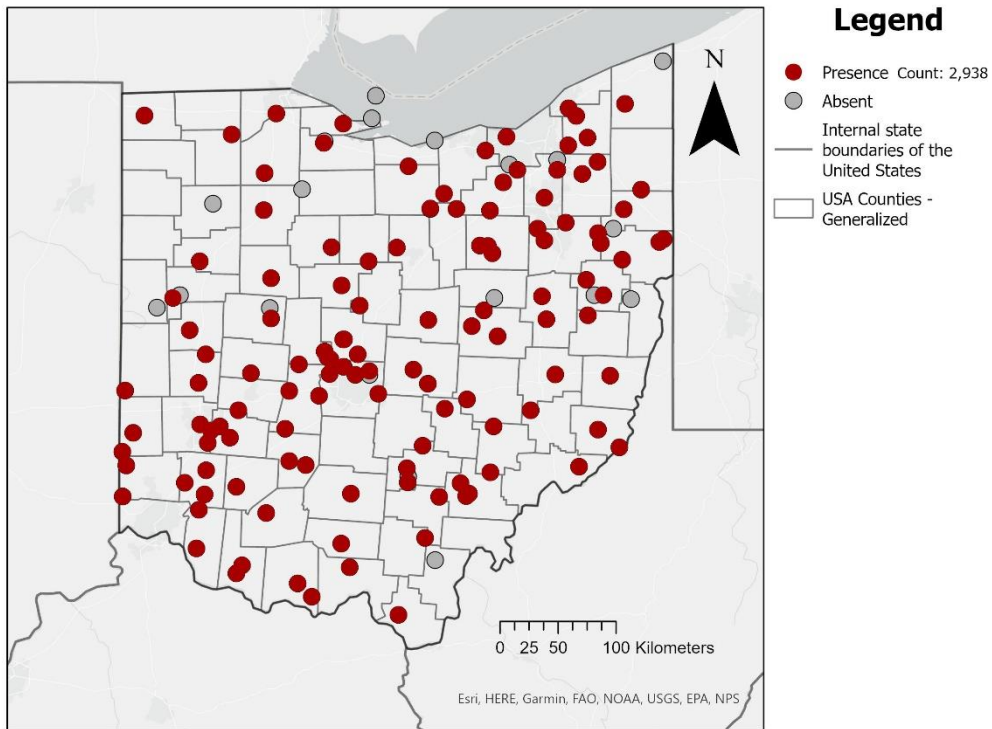 Legend
N
Presence Count: 2,938
Absent
Internal state
boundaries of the
United States
USA Counties -
Generalized
0 25 50 100 Kilometers
Esri, HERE, Garmin, FAO, NOAA, USGS, EPA, NPS